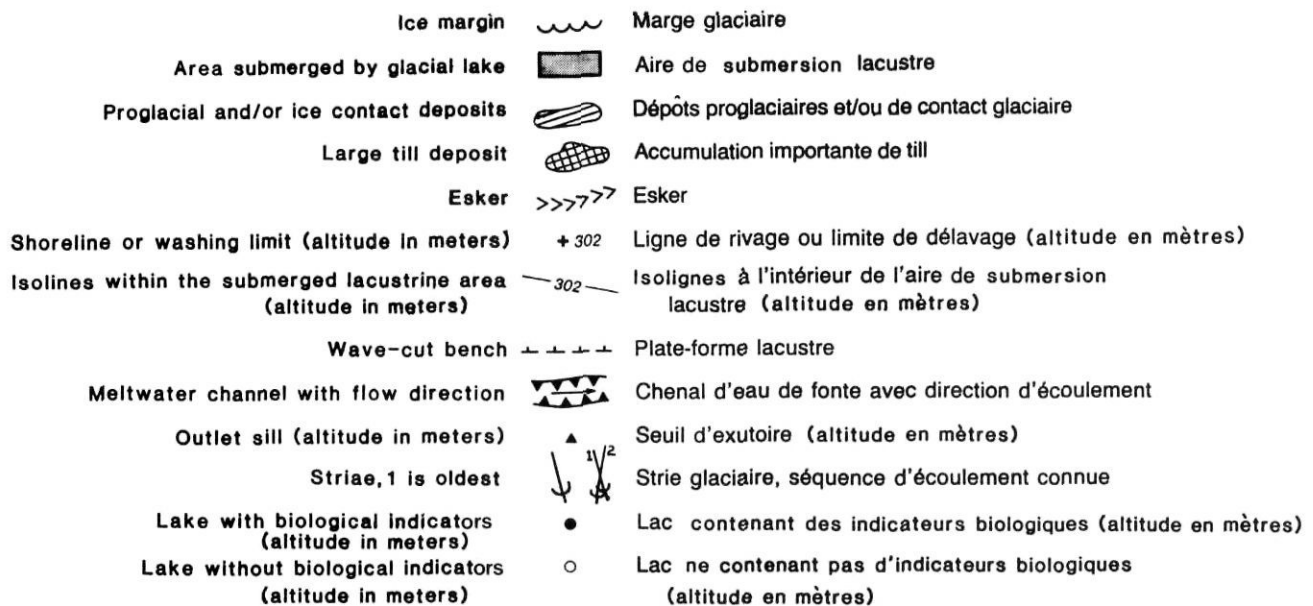 Ice margin Marge glaciaire
Area submerged by glacial lake Aire de submersion lacustre
Proglacial and/or ice contact deposits Dépôts proglaciaires et/ou de contact glaciaire
Large till deposit Accumulation importante de till
Esker >>>>>>> Esker
Shoreline or washing limit (altitude in meters) + 302 Ligne de rivage ou limite de délavage (altitude en mètres)
Isolines within the submerged lacustrine area 302 Isolignes à l'intérieur de l'aire de submersion
(altitude in meters) lacustre (altitude en mètres)
Wave-cut bench Plate-forme lacustre
Meltwater channel with flow direction Chenal d'eau de fonte avec direction d'écoulement
Outlet sill (altitude in meters) Seuil d'exutoire (altitude en mètres)
Striae, 1 is oldest 1 2 Strie glaciaire, séquence d'écoulement connue
Lake with biological indicators Lac contenant des indicateurs biologiques (altitude en mètres)
(altitude in meters)
Lake without biological indicators Lac ne contenant pas d'indicateurs biologiques
(altitude in meters) (altitude en mètres)